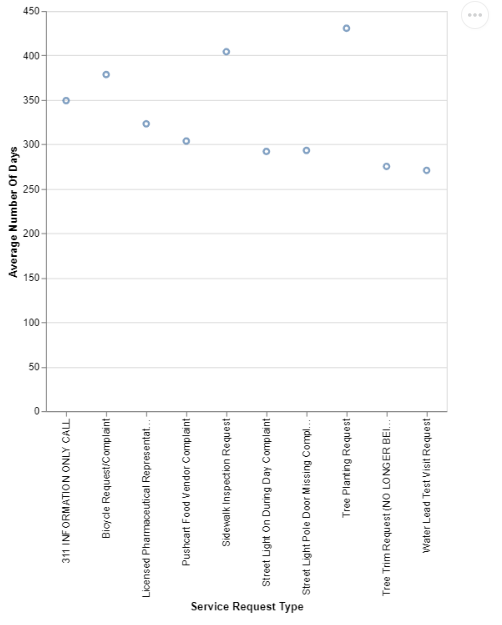 450
400
350
300
250
200
150
100
50
0
Average Number Of Days
311 INFORMATION ONLY CALL
Bicycle Request/Complaint
Licensed Pharmaceutical Representat...
Pushcart Food Vendor Complaint
Sidewalk Inspection Request
Street Light On During Day Complaint
Street Light Pole Door Missing Compl...
Tree Planting Request
Tree Trim Request (NO LONGER BEI...
Water Lead Test Visit Request
Service Request Type